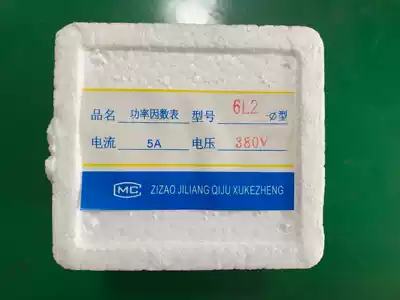 品名 功率因数表 型号 6L2 -Ø型
电流 5A 电压 380V
MC ZIZAO JILIANG QIJU XUKEZHENG